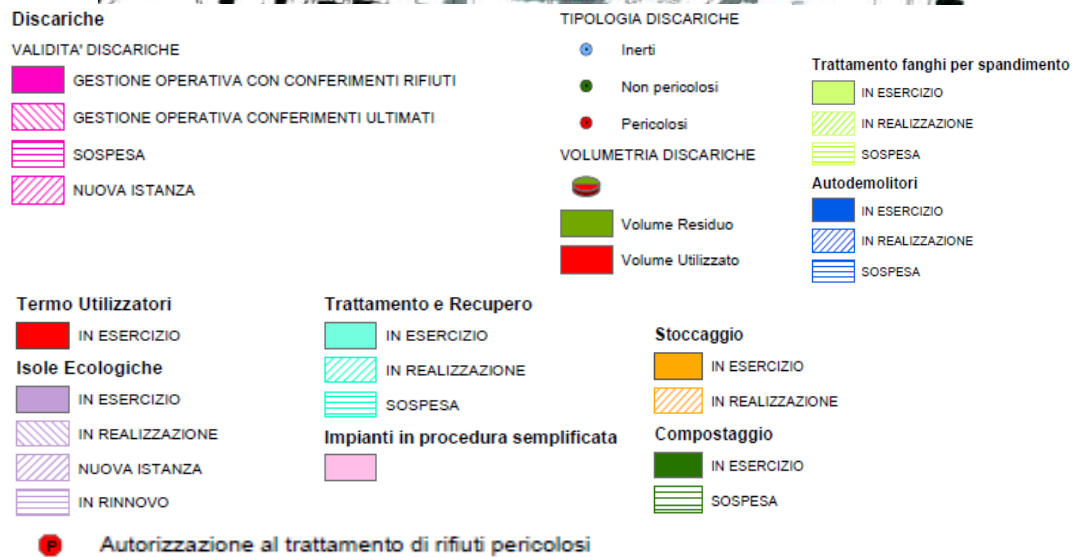 Discariche
VALIDITA' DISCARICHE
GESTIONE OPERATIVA CON CONFERIMENTI RIFIUTI
GESTIONE OPERATIVA CONFERIMENTI ULTIMATI
SOSPESA
NUOVA ISTANZA
TIPOLOGIA DISCARICHE
Inerti
Non pericolosi
Pericolosi
VOLUMETRIA DISCARICHE
Volume Residuo
Volume Utilizzato
Trattamento fanghi per spandimento
IN ESERCIZIO
IN REALIZZAZIONE
SOSPESA
Autodemolitori
IN ESERCIZIO
IN REALIZZAZIONE
SOSPESA
Termo Utilizzatori
IN ESERCIZIO
Isole Ecologiche
IN ESERCIZIO
IN REALIZZAZIONE
NUOVA ISTANZA
IN RINNOVO
Trattamento e Recupero
IN ESERCIZIO
IN REALIZZAZIONE
SOSPESA
Impianti in procedura semplificata
Stoccaggio
IN ESERCIZIO
IN REALIZZAZIONE
Compostaggio
IN ESERCIZIO
SOSPESA
P Autorizzazione al trattamento di rifiuti pericolosi